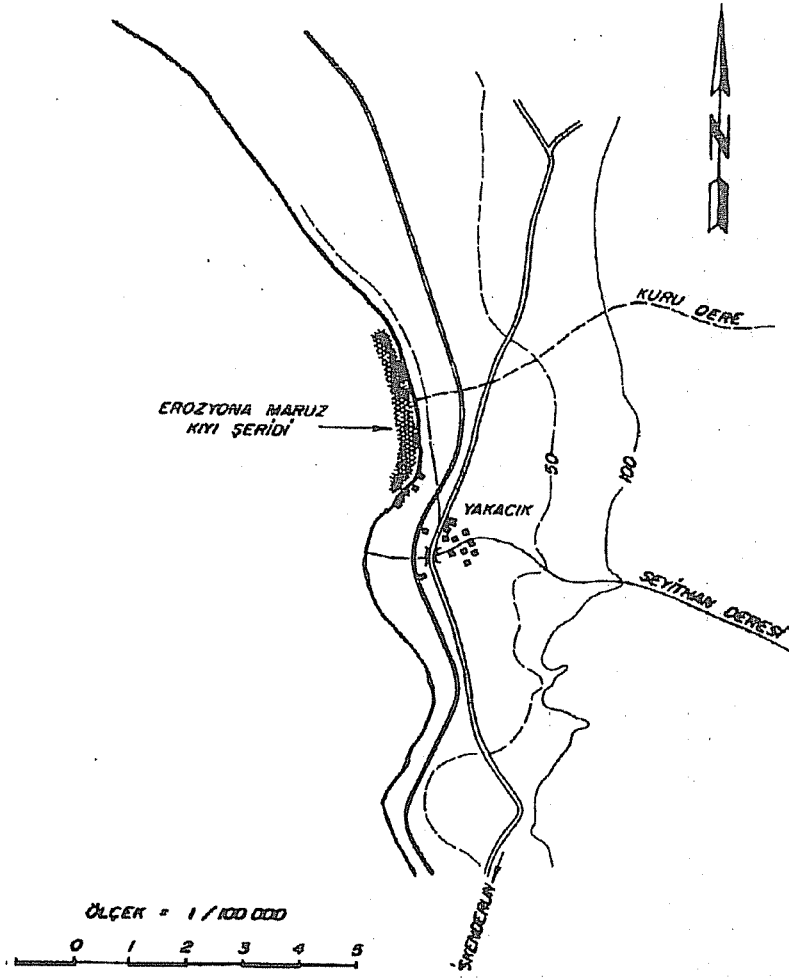 N
KURU DERE
EROZYONA MARUZ
KIYI ŞERİDİ
50
100
YAKACIK
SEYİTHAN DERESİ
ÖLÇEK = 1/100 000
0 1 2 3 4 5
İSKENDERUN